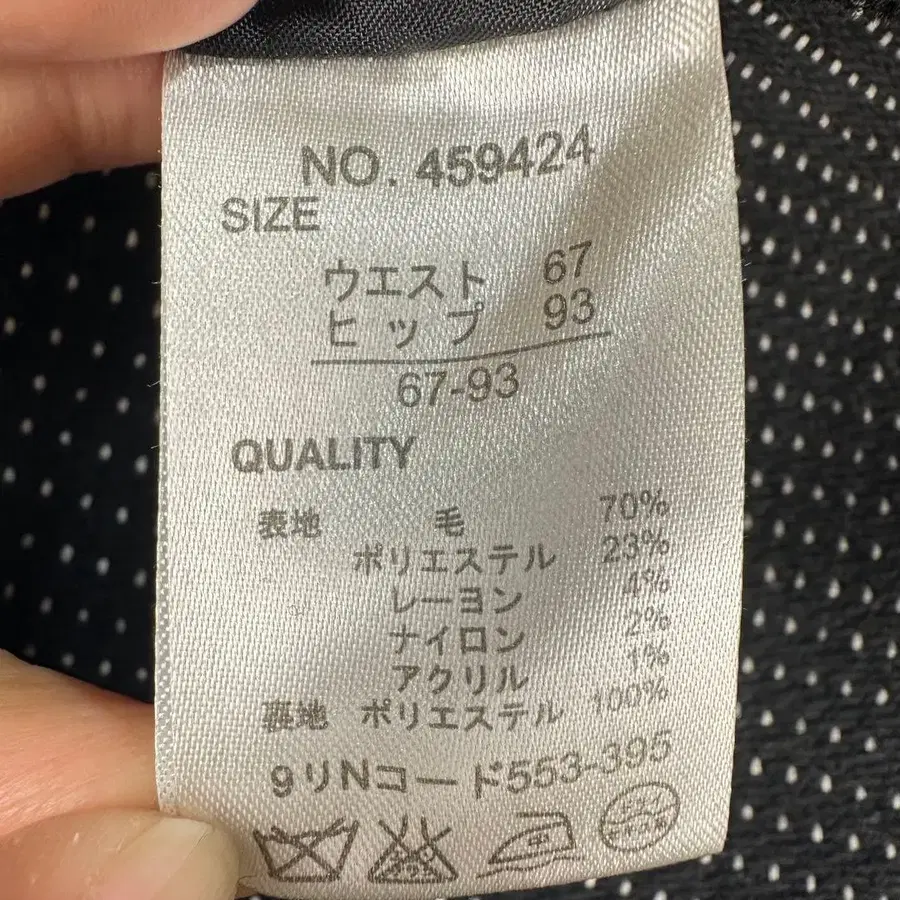 NO. 459424
SIZE
ウエスト 67
ヒップ 93
67-93
QUALITY
表地 毛 70%
ポリエステル 23%
レーヨン 4%
ナイロン 2%
アクリル 1%
裏地 ポリエステル 100%
9リNコード553-395